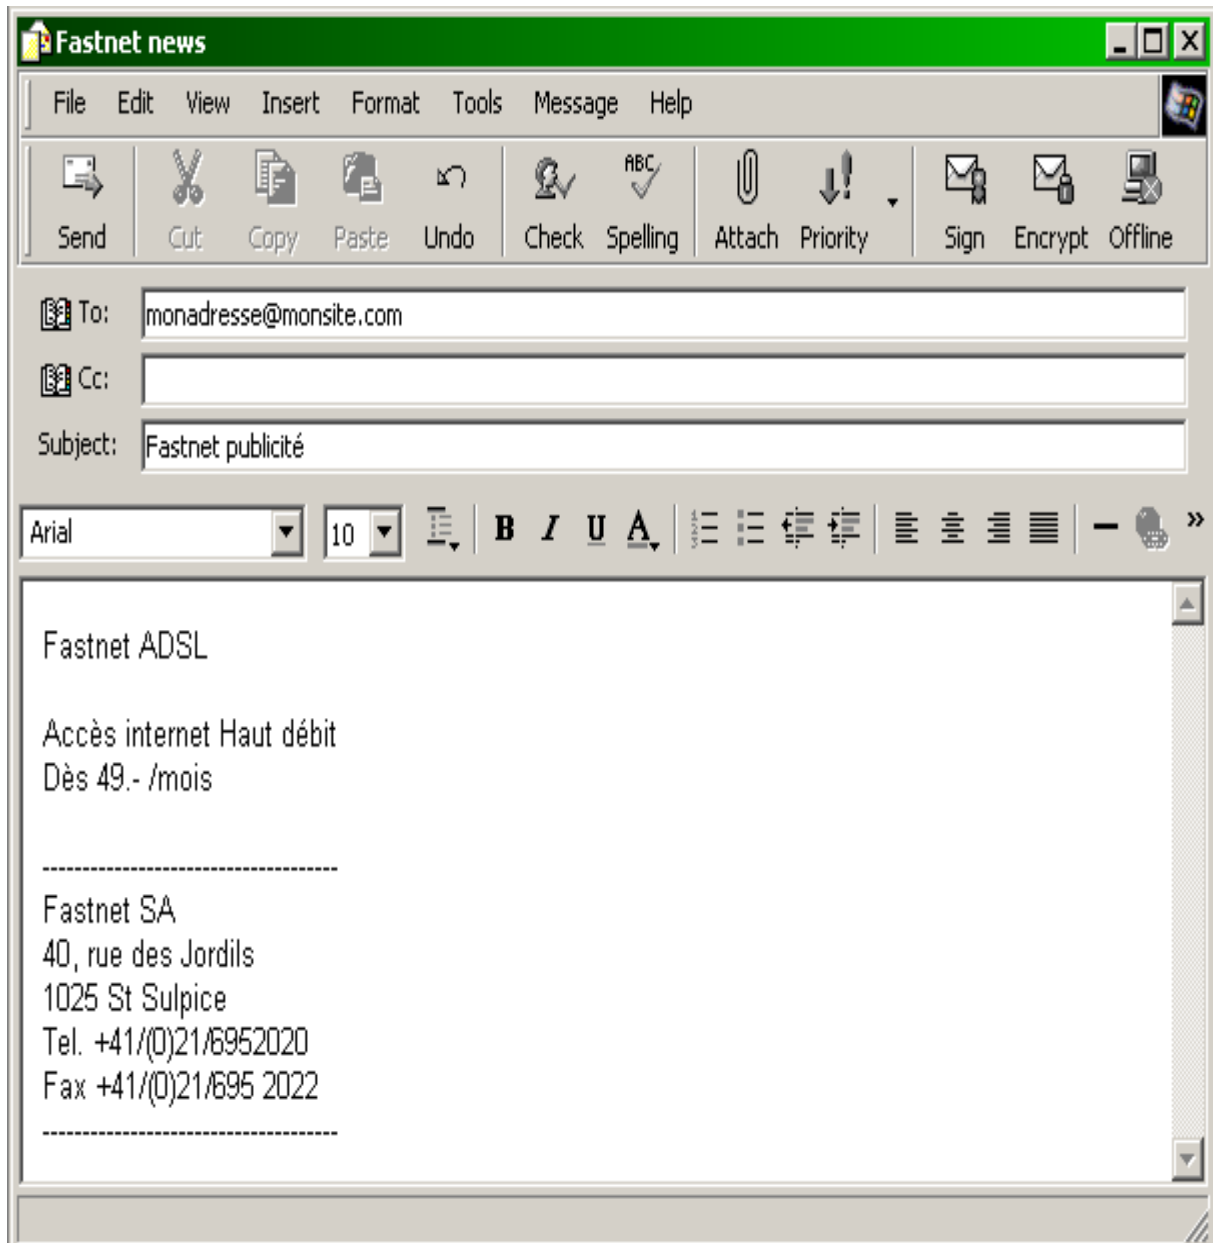 Fastnet news
File Edit View Insert Format Tools Message Help
ABC
Send Cut Copy Paste Undo Check Spelling Attach Priority Sign Encrypt Offline
To: monadresse@monsite.com
Cc:
Subject: Fastnet publicité
Arial 10 B I U A »
Fastnet ADSL
Accès internet Haut débit
Dès 49.- /mois
-------------------------------------
Fastnet SA
40, rue des Jordils
1025 St Sulpice
Tel. +41/(0)21/6952020
Fax +41/(0)21/695 2022
-------------------------------------